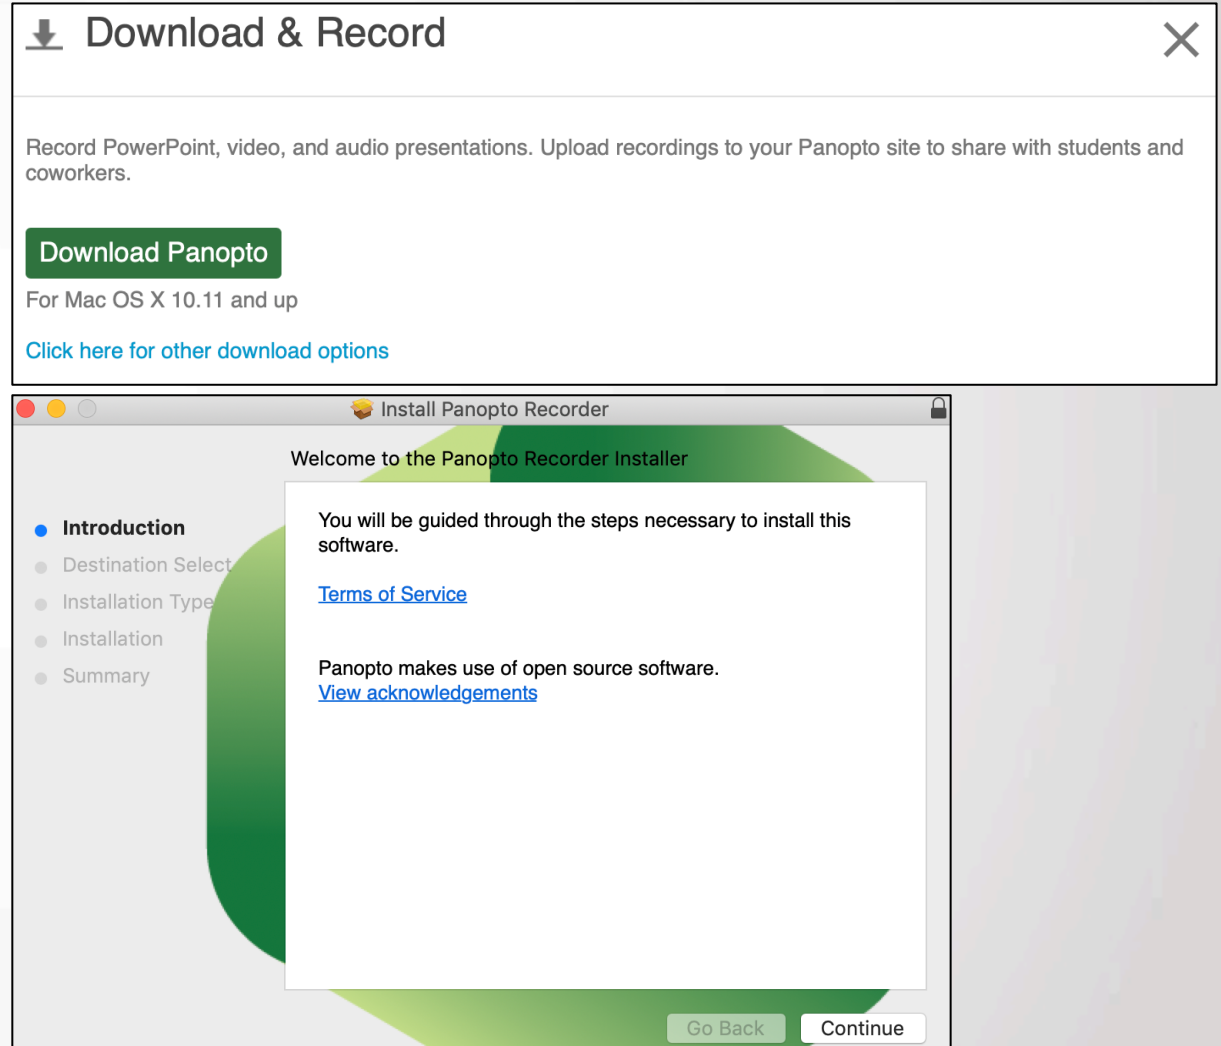 Download & Record
Record PowerPoint, video, and audio presentations. Upload recordings to your Panopto site to share with students and
coworkers.
Download Panopto
For Mac OS X 10.11 and up
Click here for other download options
Install Panopto Recorder
Welcome to the Panopto Recorder Installer
Introduction
Destination Select
Installation Type
Installation
Summary
You will be guided through the steps necessary to install this
software.
Terms of Service
Panopto makes use of open source software.
View acknowledgements
Go Back
Continue